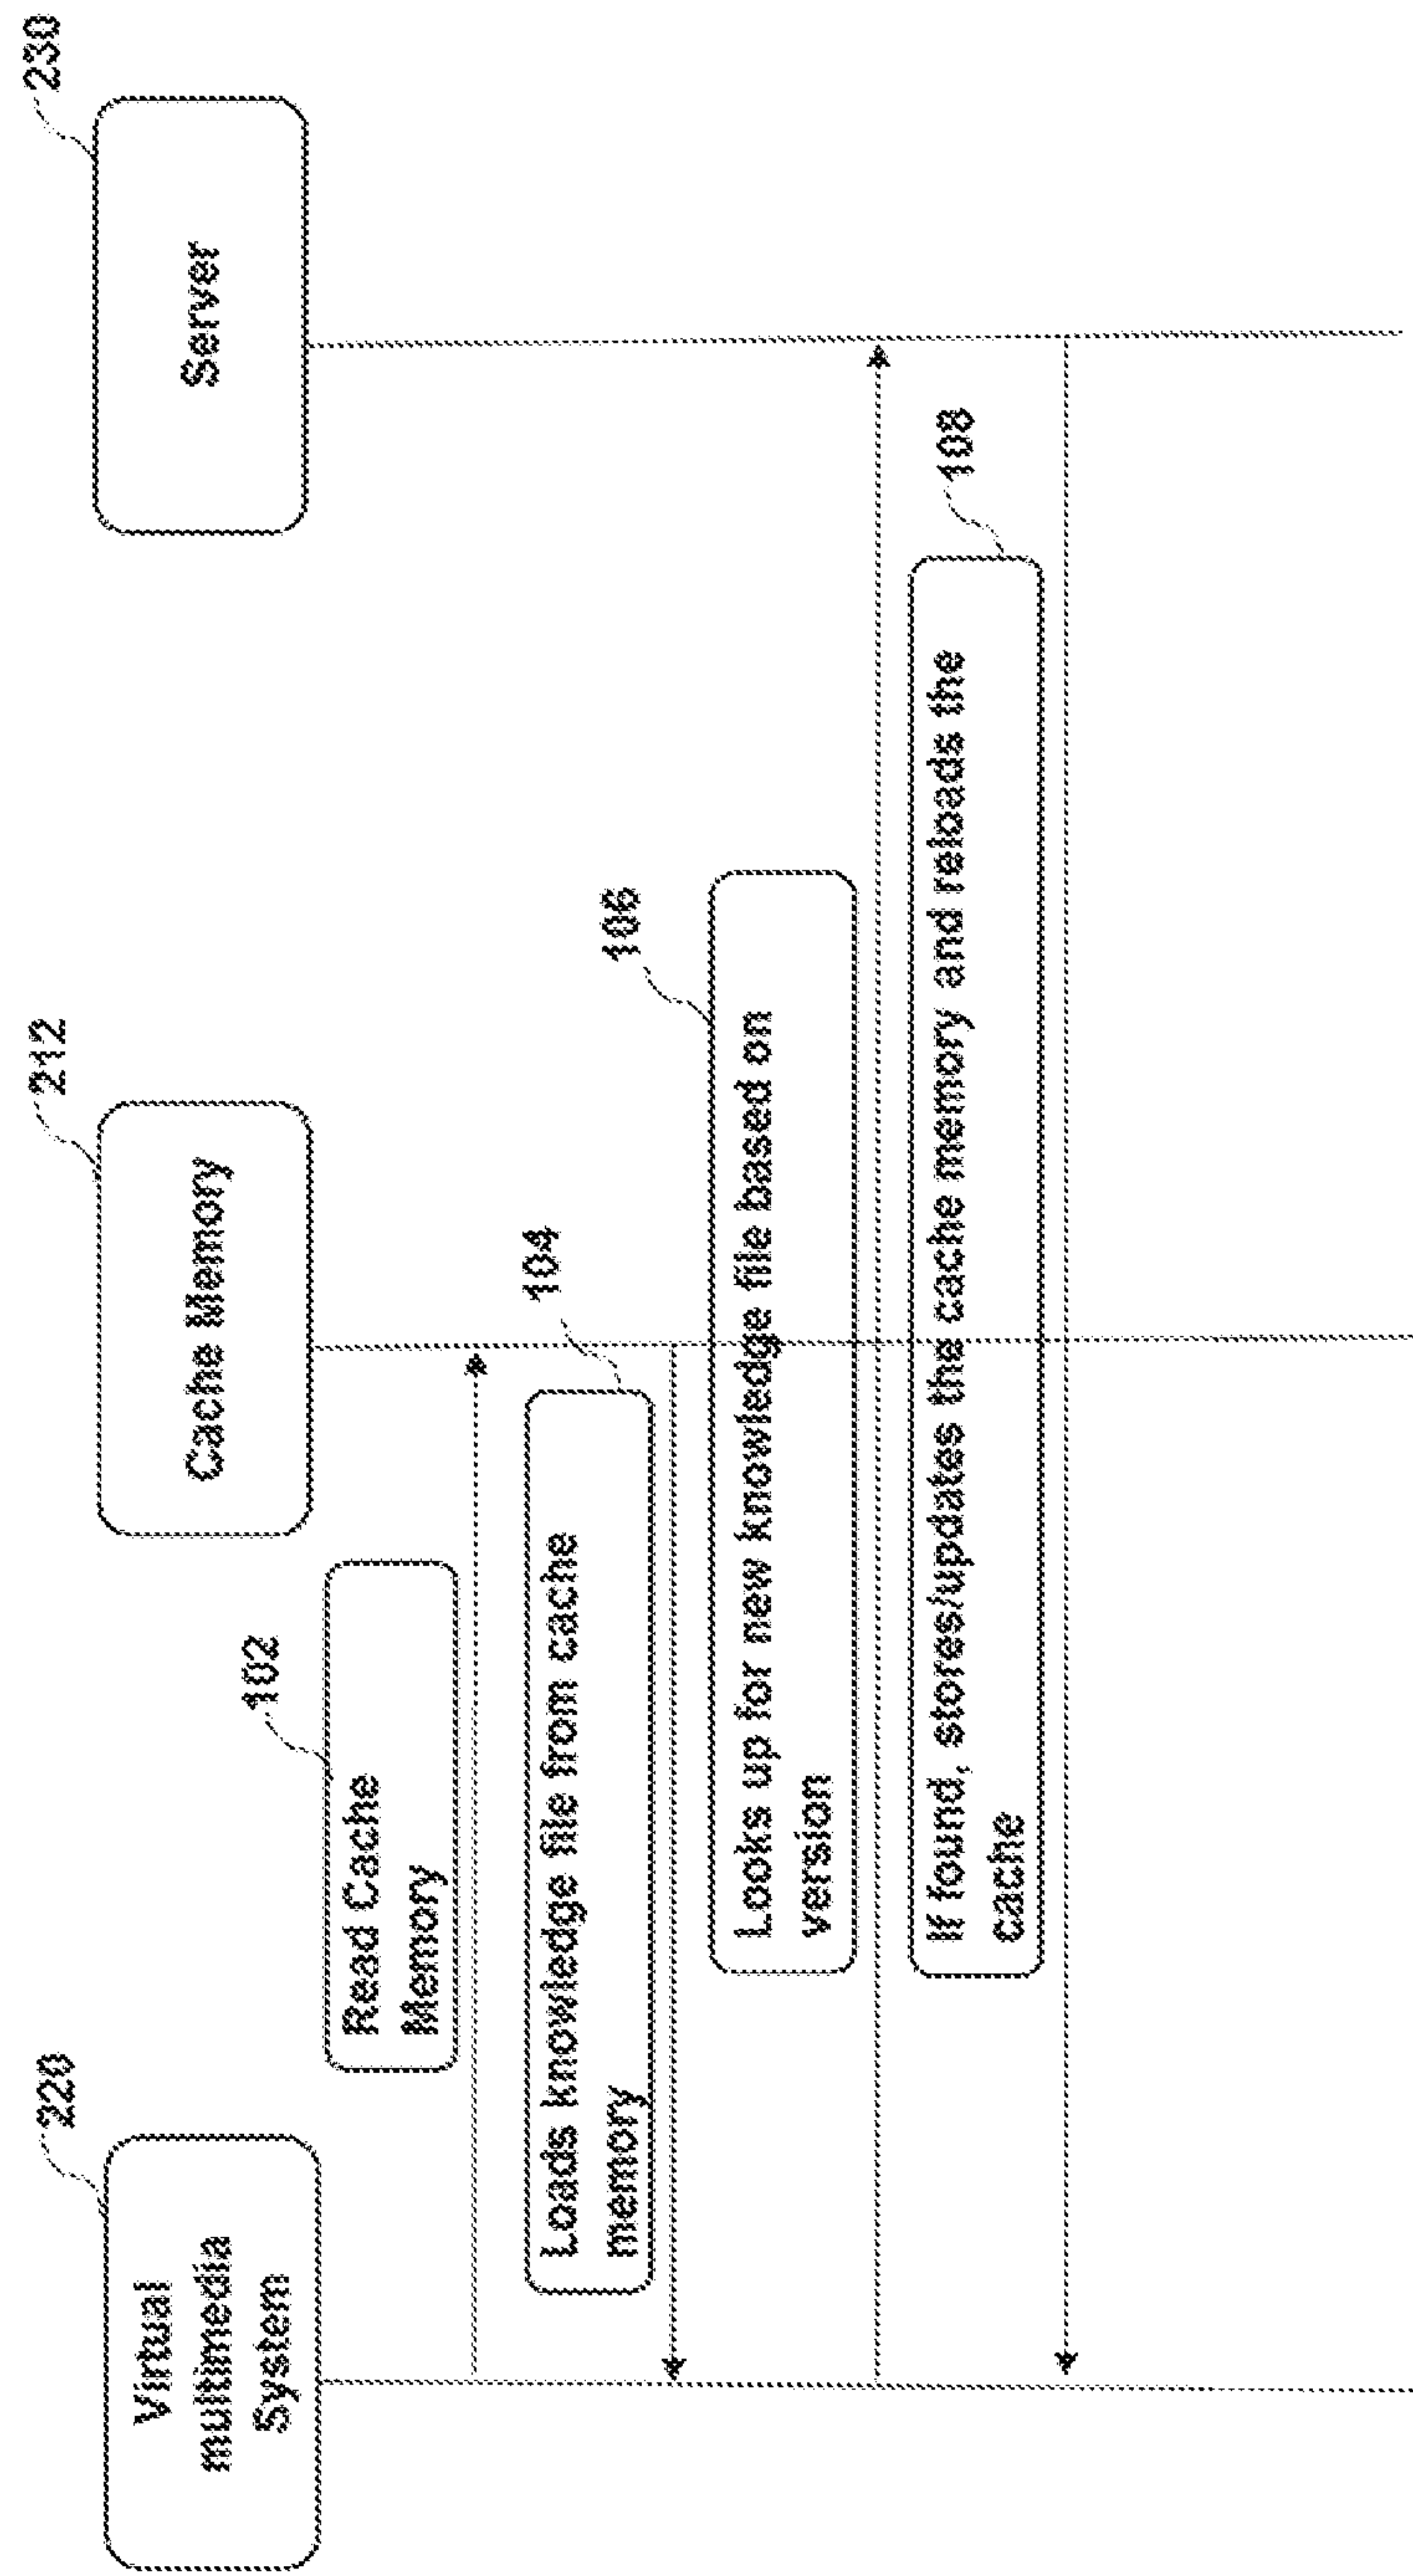 220
Virtual
multimedia
System
212
Cache Memory
230
Server
102
Read Cache
Memory
104
Loads knowledge file from cache
memory
106
Looks up for new knowledge file based on
version
108
If found, stores/updates the cache memory and reloads the
cache